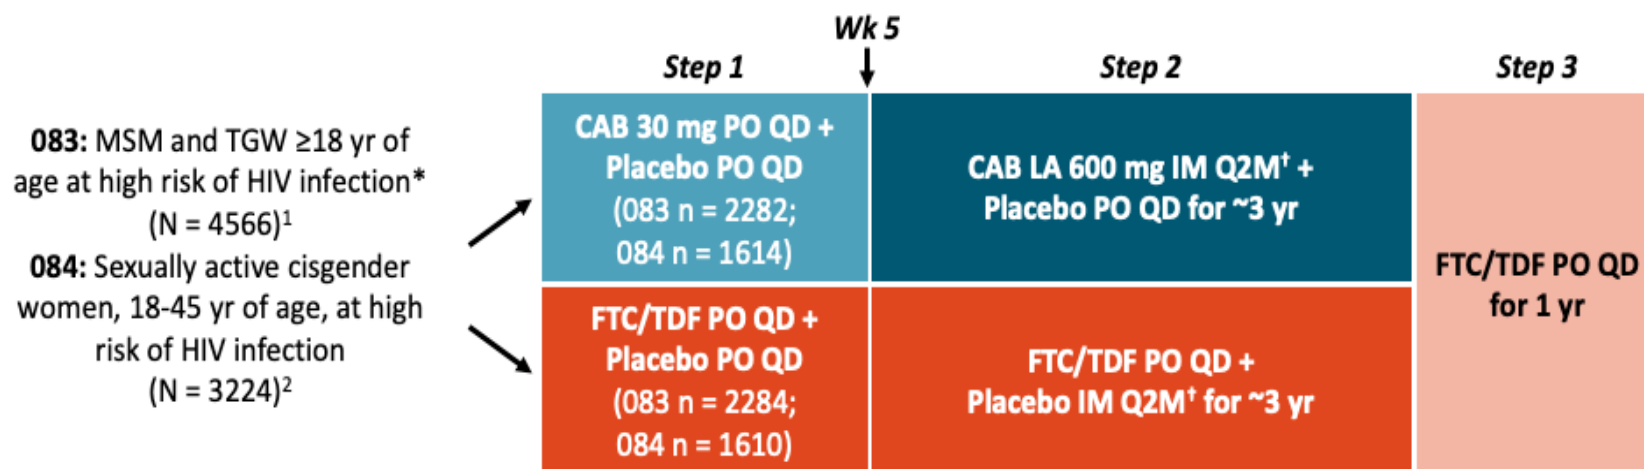 Wk 5
Step 1
Step 2
Step 3
083: MSM and TGW ≥18 yr of
age at high risk of HIV infection*
(N = 4566)¹
084: Sexually active cisgender
women, 18-45 yr of age, at high
risk of HIV infection
(N = 3224)²
CAB 30 mg PO QD +
Placebo PO QD
(083 n = 2282;
084 n = 1614)
CAB LA 600 mg IM Q2M† +
Placebo PO QD for ~3 yr
FTC/TDF PO QD +
Placebo PO QD
(083 n = 2284;
084 n = 1610)
FTC/TDF PO QD +
Placebo IM Q2M† for ~3 yr
FTC/TDF PO QD
for 1 yr